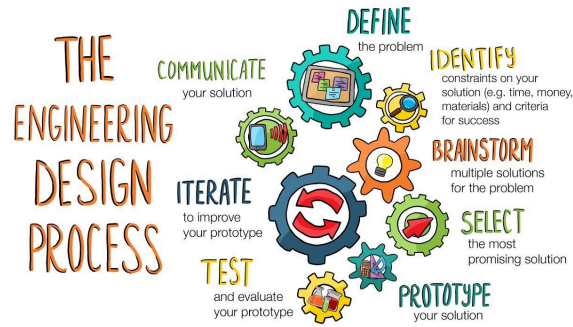 THE
ENGINEERING
DESIGN
PROCESS
DEFINE
the problem
IDENTIFY
constraints on your
solution (e.g. time, money,
materials) and criteria
for success
BRAINSTORM
multiple solutions
for the problem
SELECT
the most
promising solution
PROTOTYPE
your solution
TEST
and evaluate
your prototype
ITERATE
to improve
your prototype
COMMUNICATE
your solution